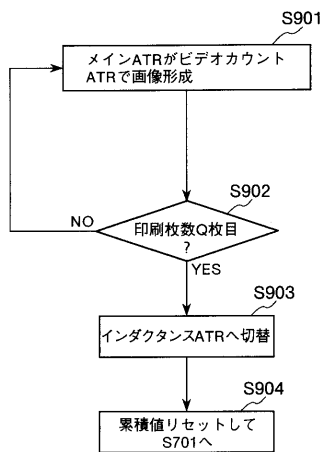 S901
メインATRがビデオカウント
ATRで画像形成
S902
印刷枚数Q枚目
?
NO
YES
S903
インダクタンスATRへ切替
S904
累積値リセットして
S701へ